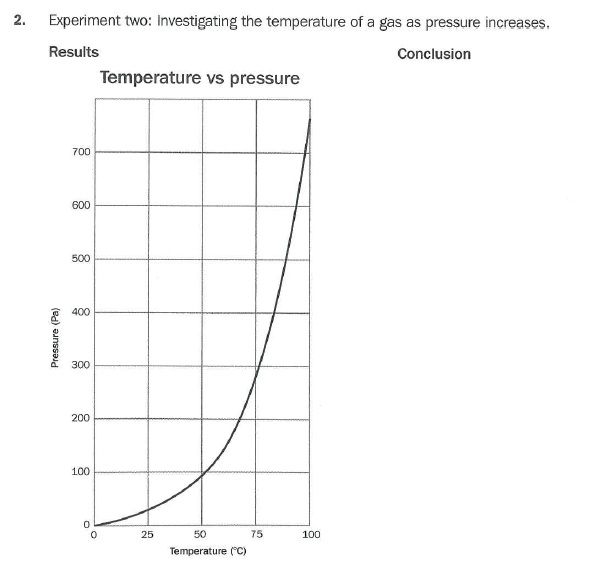 2. Experiment two: Investigating the temperature of a gas as pressure increases.
Results
Conclusion
Temperature vs pressure
700
600
500
400
300
200
100
0
Pressure (Pa)
0 25 50 75 100
Temperature (°C)